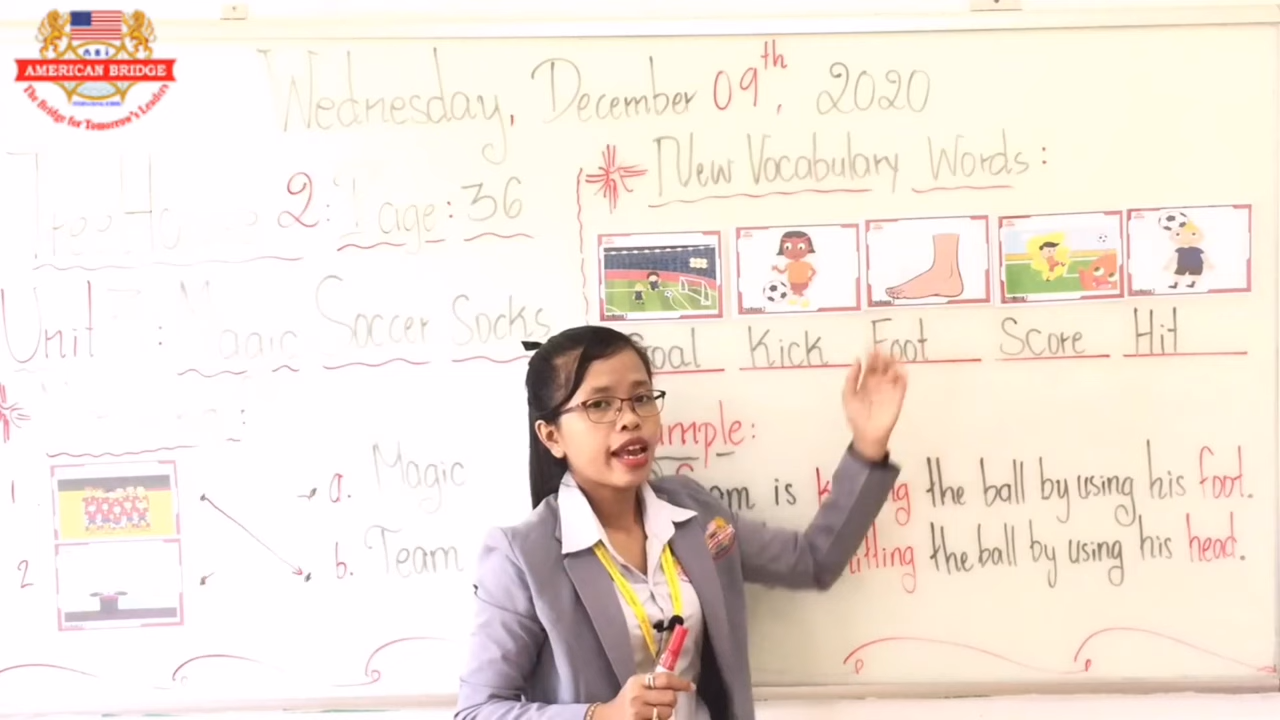 AMERICAN BRIDGE
The Bridge for Tomorrow's Leaders
Wednesday, December 09th, 2020
2: 36
Unit : Soccer Socks
New Vocabulary Words:
Kick Foot Score Hit
1 a. Magic
2 b. Team
is the ball by using his foot.
the ball by using his head.